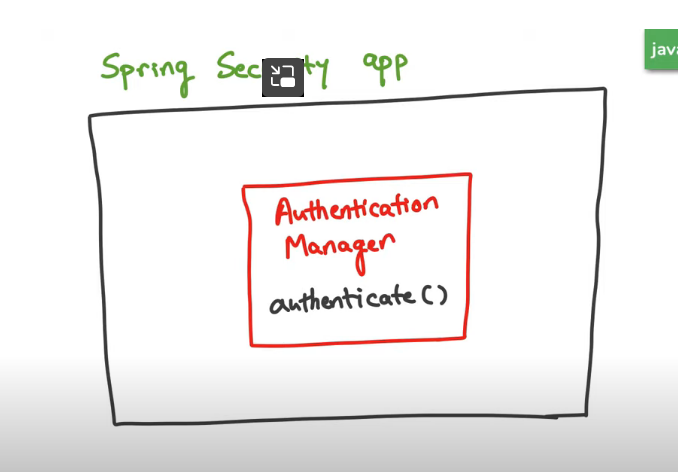 Spring Security app
java
Authentication
Manager
authenticate()